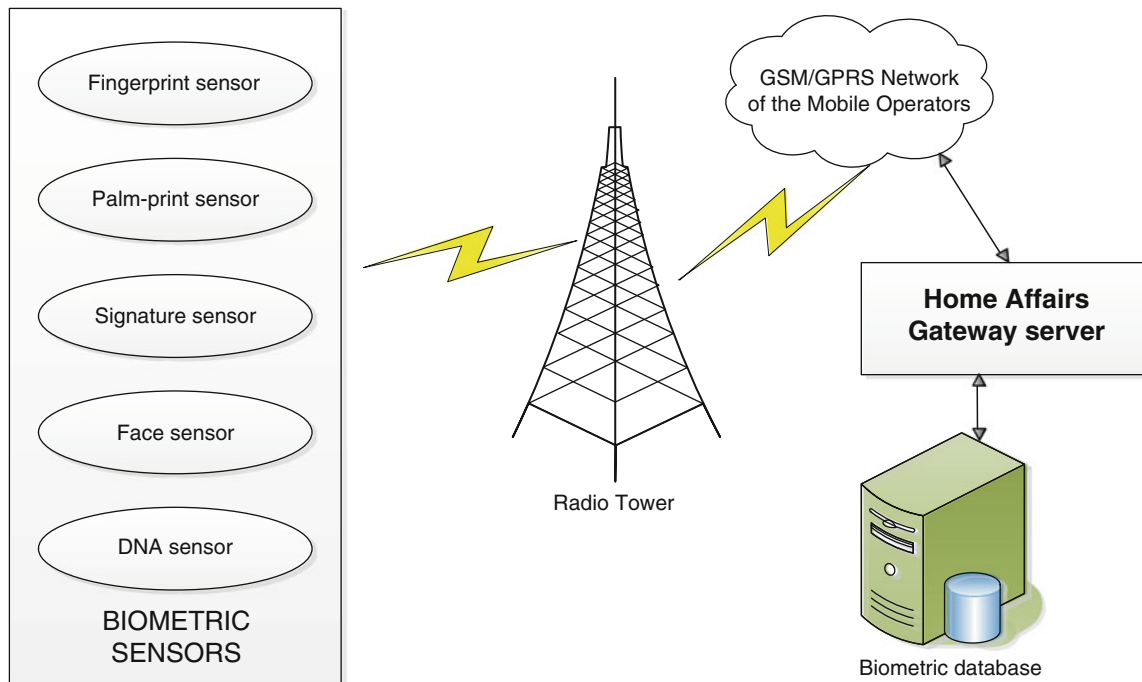 Fingerprint sensor
Palm-print sensor
Signature sensor
Face sensor
DNA sensor
BIOMETRIC
SENSORS
Radio Tower
GSM/GPRS Network
of the Mobile Operators
Home Affairs
Gateway server
Biometric database